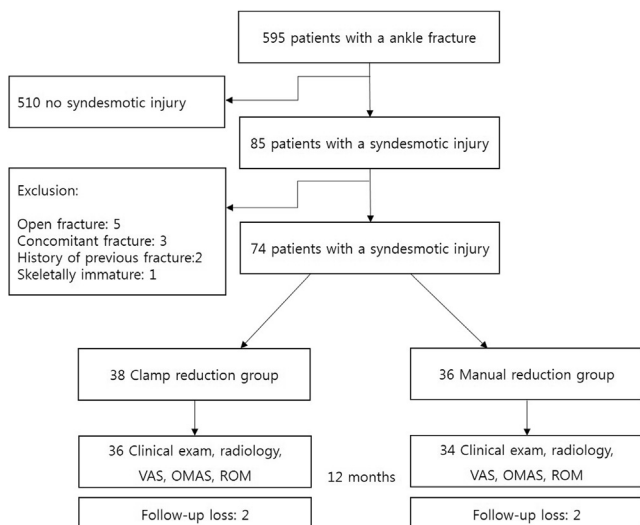 595 patients with a ankle fracture
510 no syndesmotic injury
85 patients with a syndesmotic injury
Exclusion:
Open fracture: 5
Concomitant fracture: 3
History of previous fracture:2
Skeletally immature: 1
74 patients with a syndesmotic injury
38 Clamp reduction group
36 Manual reduction group
36 Clinical exam, radiology,
VAS, OMAS, ROM
12 months
34 Clinical exam, radiology,
VAS, OMAS, ROM
Follow-up loss: 2
Follow-up loss: 2